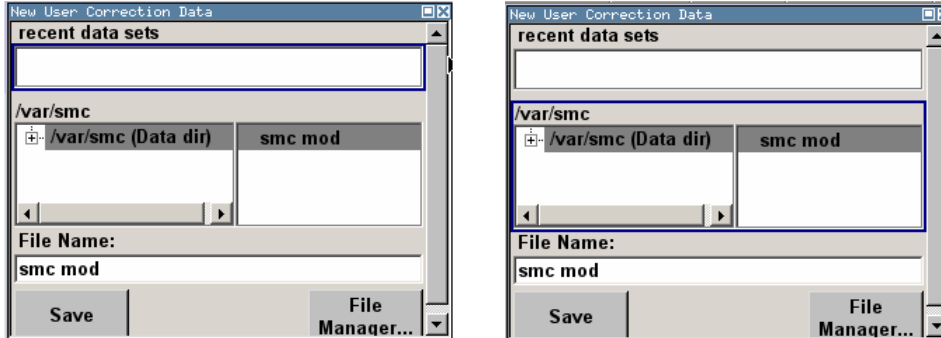 New User Correction Data
recent data sets
/var/smc
/var/smc (Data dir)
smc mod
File Name:
smc mod
Save
File
Manager...
New User Correction Data
recent data sets
/var/smc
/var/smc (Data dir)
smc mod
File Name:
smc mod
Save
File
Manager...